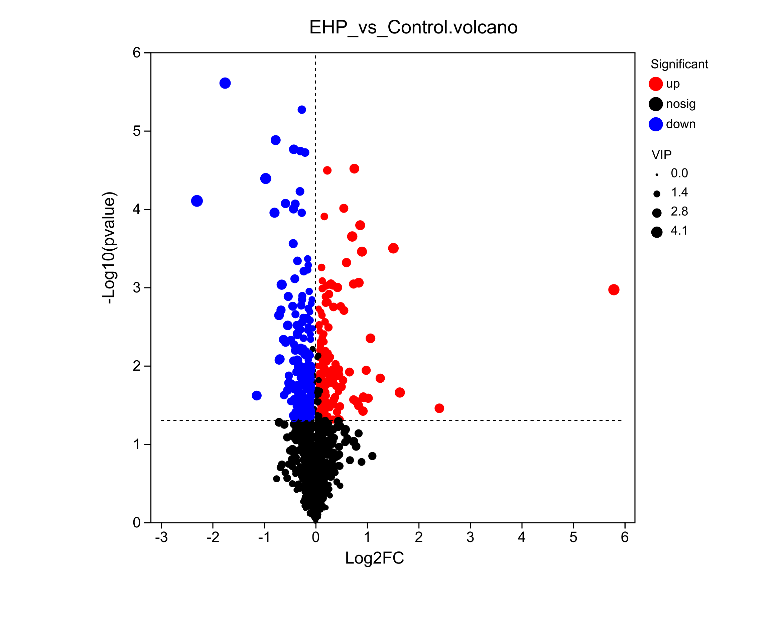 EHP_vs_Control.volcano
Significant
up
nosig
down
VIP
0.0
1.4
2.8
4.1
-Log10(pvalue)
6
5
4
3
2
1
0
-3 -2 -1 0 1 2 3 4 5 6
Log2FC